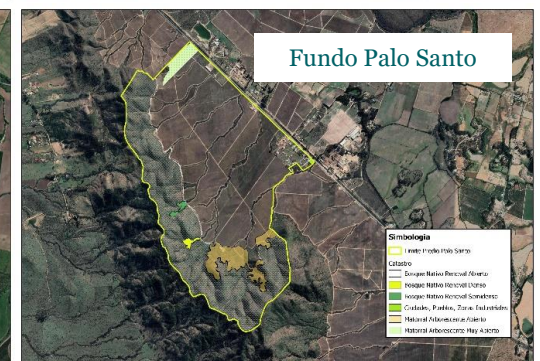 Fundo Palo Santo
Simbologia
Límite Predio Palo Santo
Catastro
Bosque Nativo Renoval Abierto
Bosque Nativo Renoval Denso
Bosque Nativo Renoval Semidenso
Ciudades, Pueblos, Zonas Industriales
Matorral Arborescente Abierto
Matorral Arborescente Muy Abierto